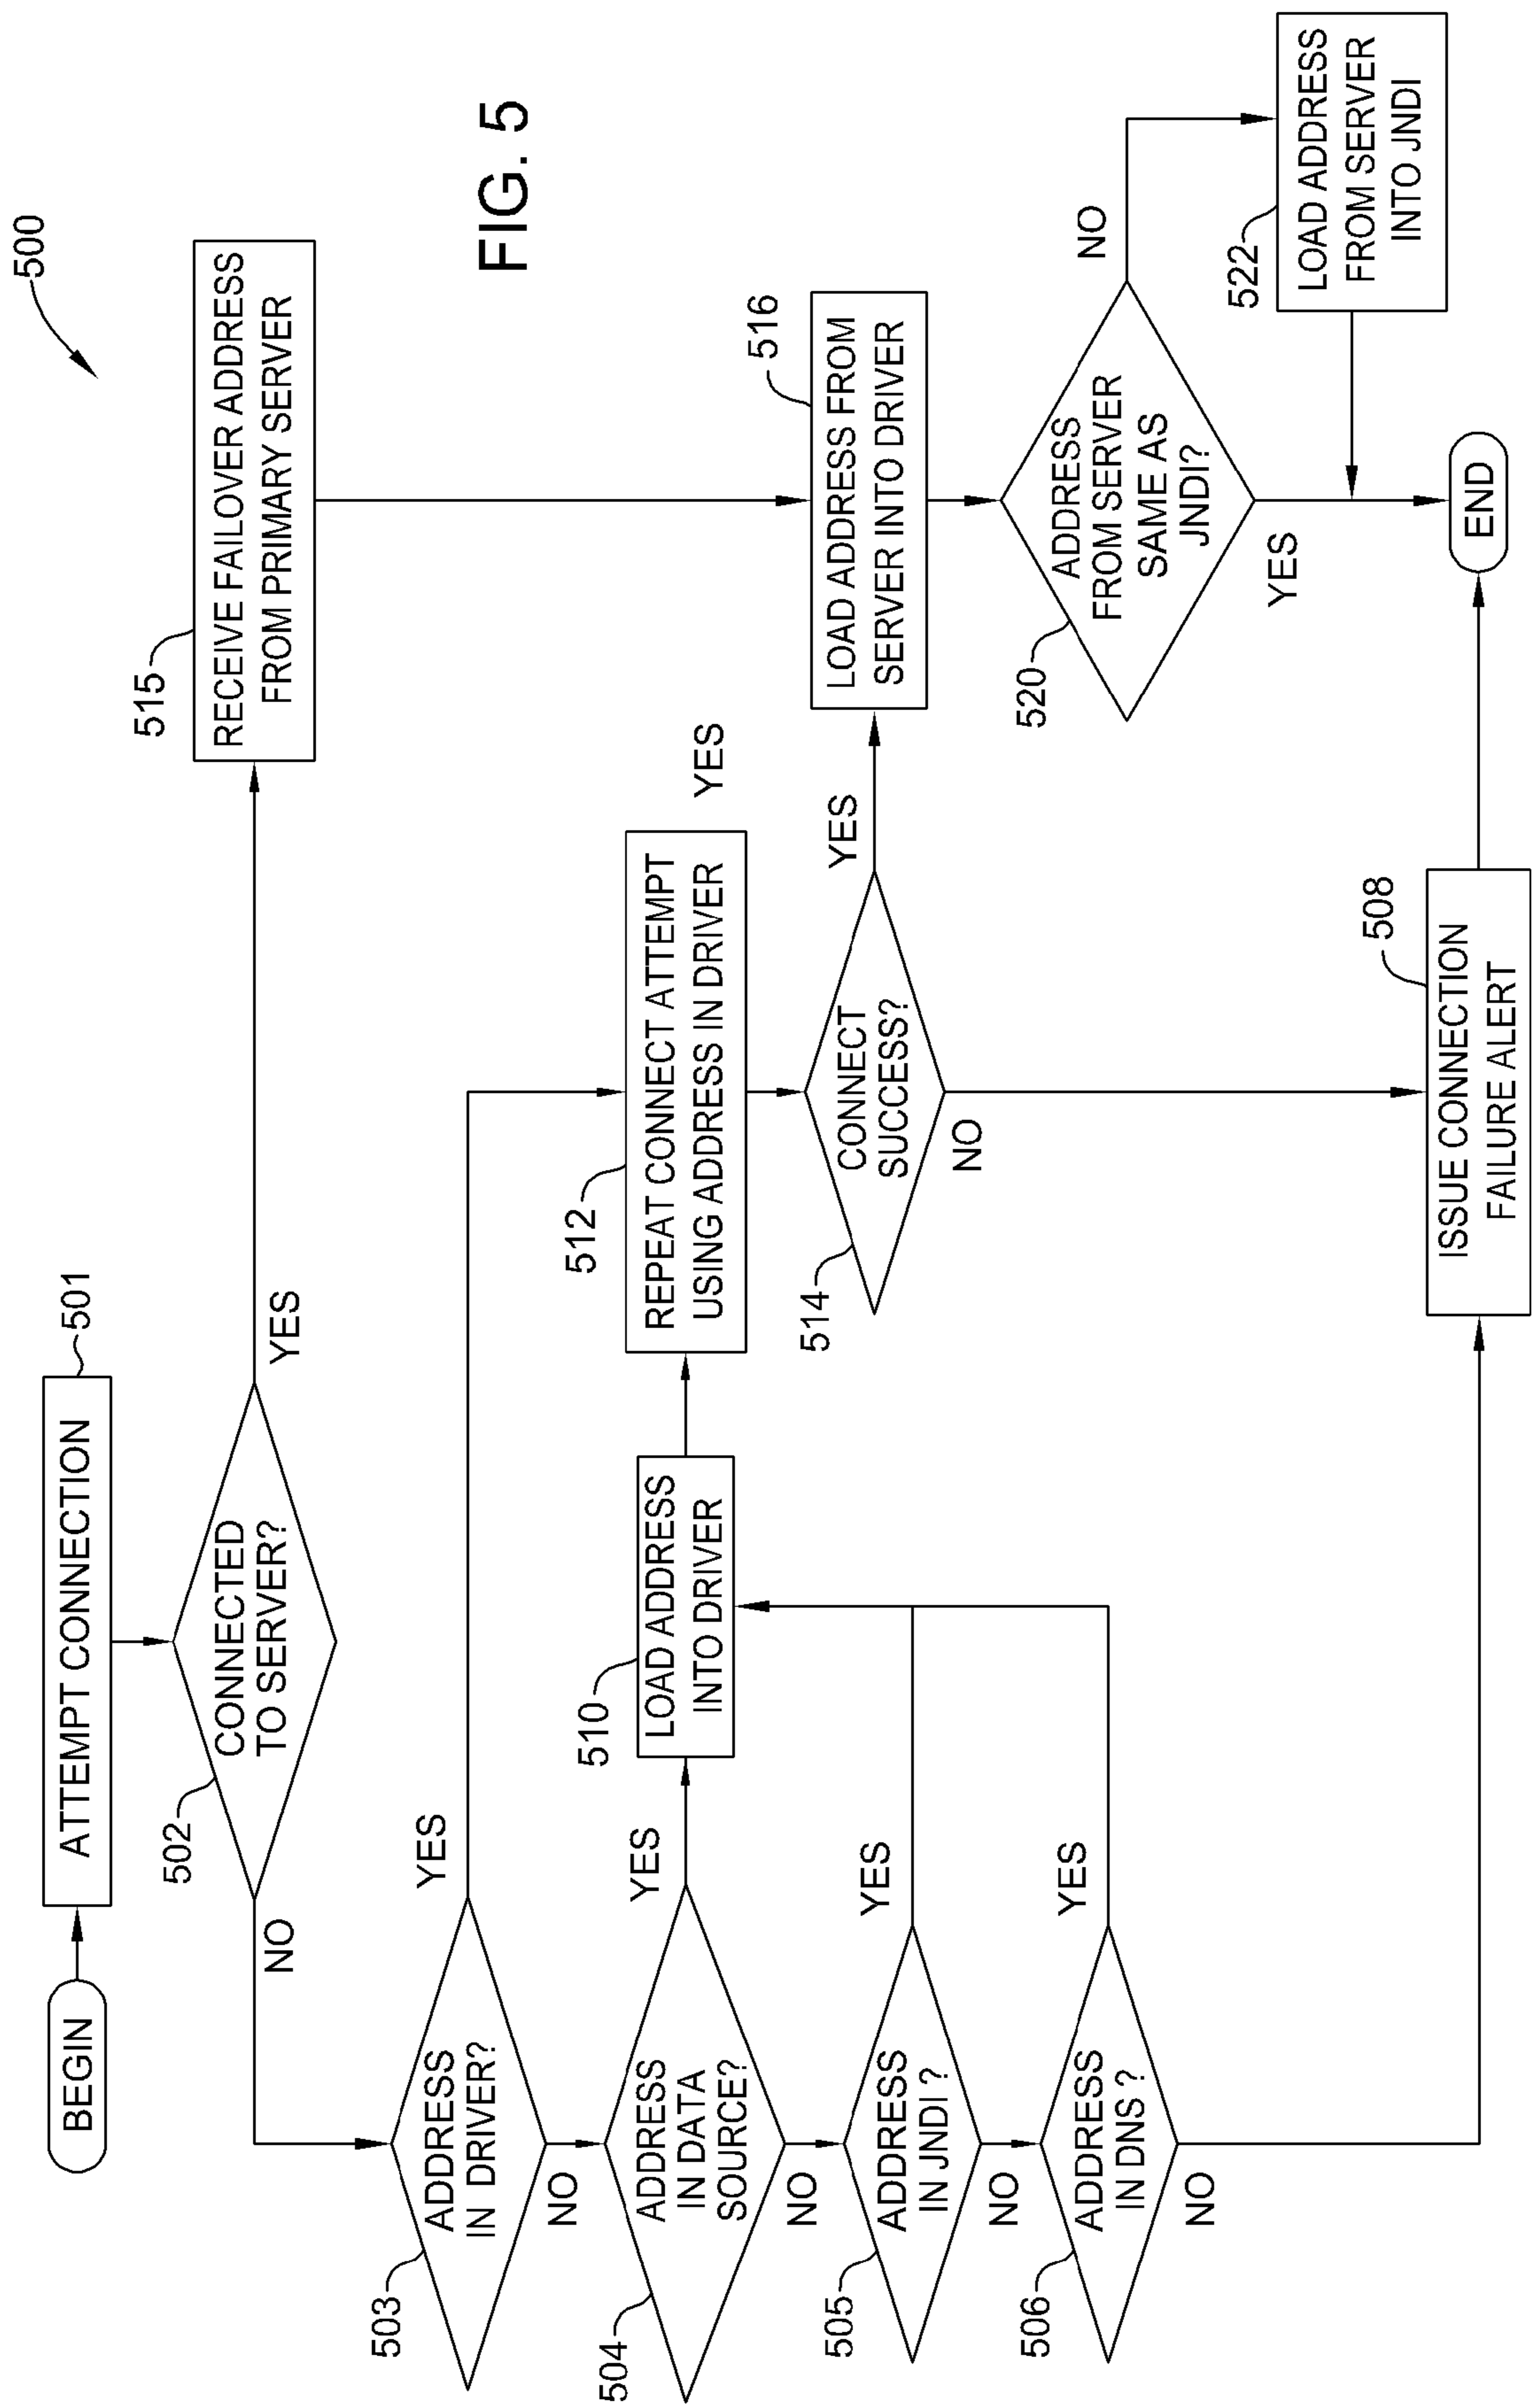 500
BEGIN
ATTEMPT CONNECTION
501
CONNECTED
TO SERVER?
502
YES
NO
RECEIVE FAILOVER ADDRESS
FROM PRIMARY SERVER
515
ADDRESS
IN DRIVER?
503
YES
NO
ADDRESS
IN DATA
SOURCE?
504
YES
NO
LOAD ADDRESS
INTO DRIVER
510
REPEAT CONNECT ATTEMPT
USING ADDRESS IN DRIVER
512
YES
ADDRESS
IN JNDI ?
505
YES
NO
CONNECT
SUCCESS?
514
YES
NO
LOAD ADDRESS FROM
SERVER INTO DRIVER
516
ADDRESS
IN DNS ?
506
YES
NO
ADDRESS
FROM SERVER
SAME AS
JNDI?
520
NO
YES
LOAD ADDRESS
FROM SERVER
INTO JNDI
522
ISSUE CONNECTION
FAILURE ALERT
508
END
FIG. 5